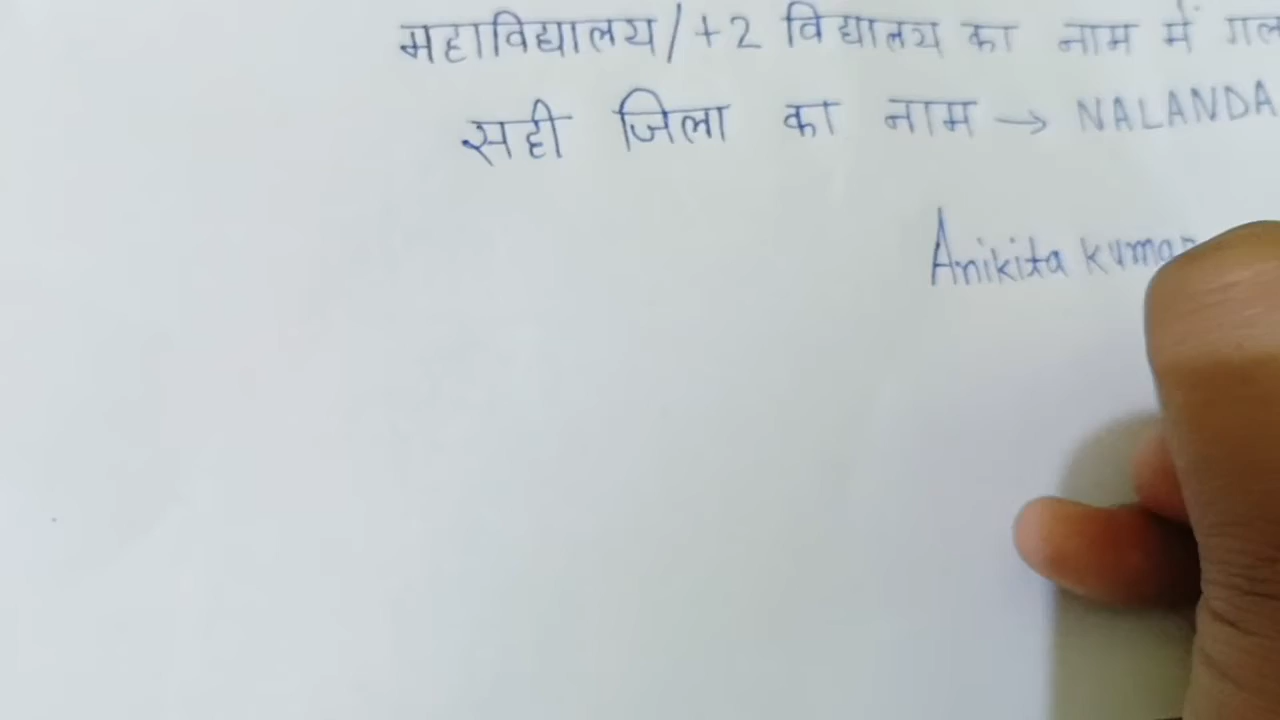 महाविद्यालय/+2 विद्यालय का नाम में गल
सही जिला का नाम → NALANDA
Anikita kumar